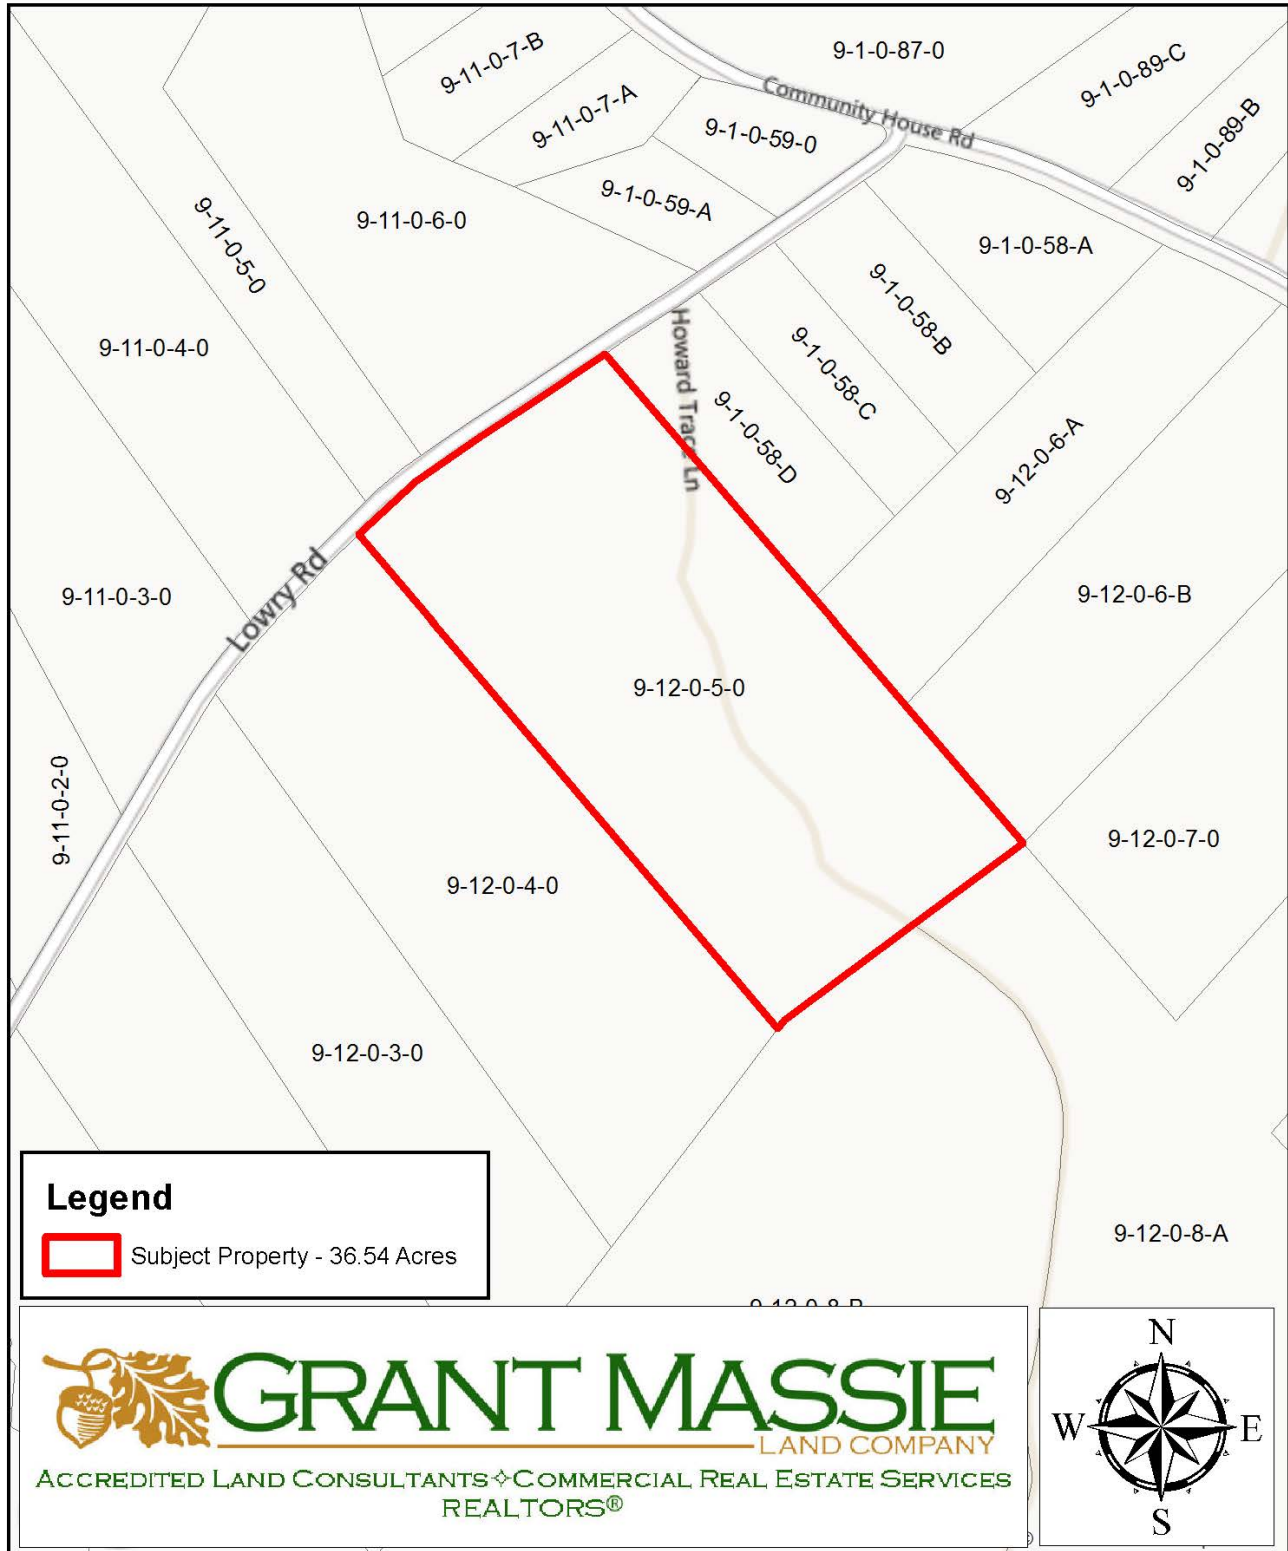 9-11-0-7-B
9-1-0-87-0
9-1-0-89-C
9-11-0-7-A
Community House Rd
9-1-0-59-0
9-1-0-89-B
9-1-0-59-A
9-11-0-6-0
9-11-0-5-0
9-1-0-58-A
9-1-0-58-B
9-11-0-4-0
9-1-0-58-C
Howard Trace Ln
9-1-0-58-D
9-12-0-6-A
Lowry Rd
9-11-0-3-0
9-12-0-6-B
9-12-0-5-0
9-11-0-2-0
9-12-0-7-0
9-12-0-4-0
9-12-0-3-0
9-12-0-8-A
9-12-0-8-B
Legend
Subject Property - 36.54 Acres
GRANT MASSIE
LAND COMPANY
ACCREDITED LAND CONSULTANTS✧COMMERCIAL REAL ESTATE SERVICES
REALTORS®
N
W
E
S